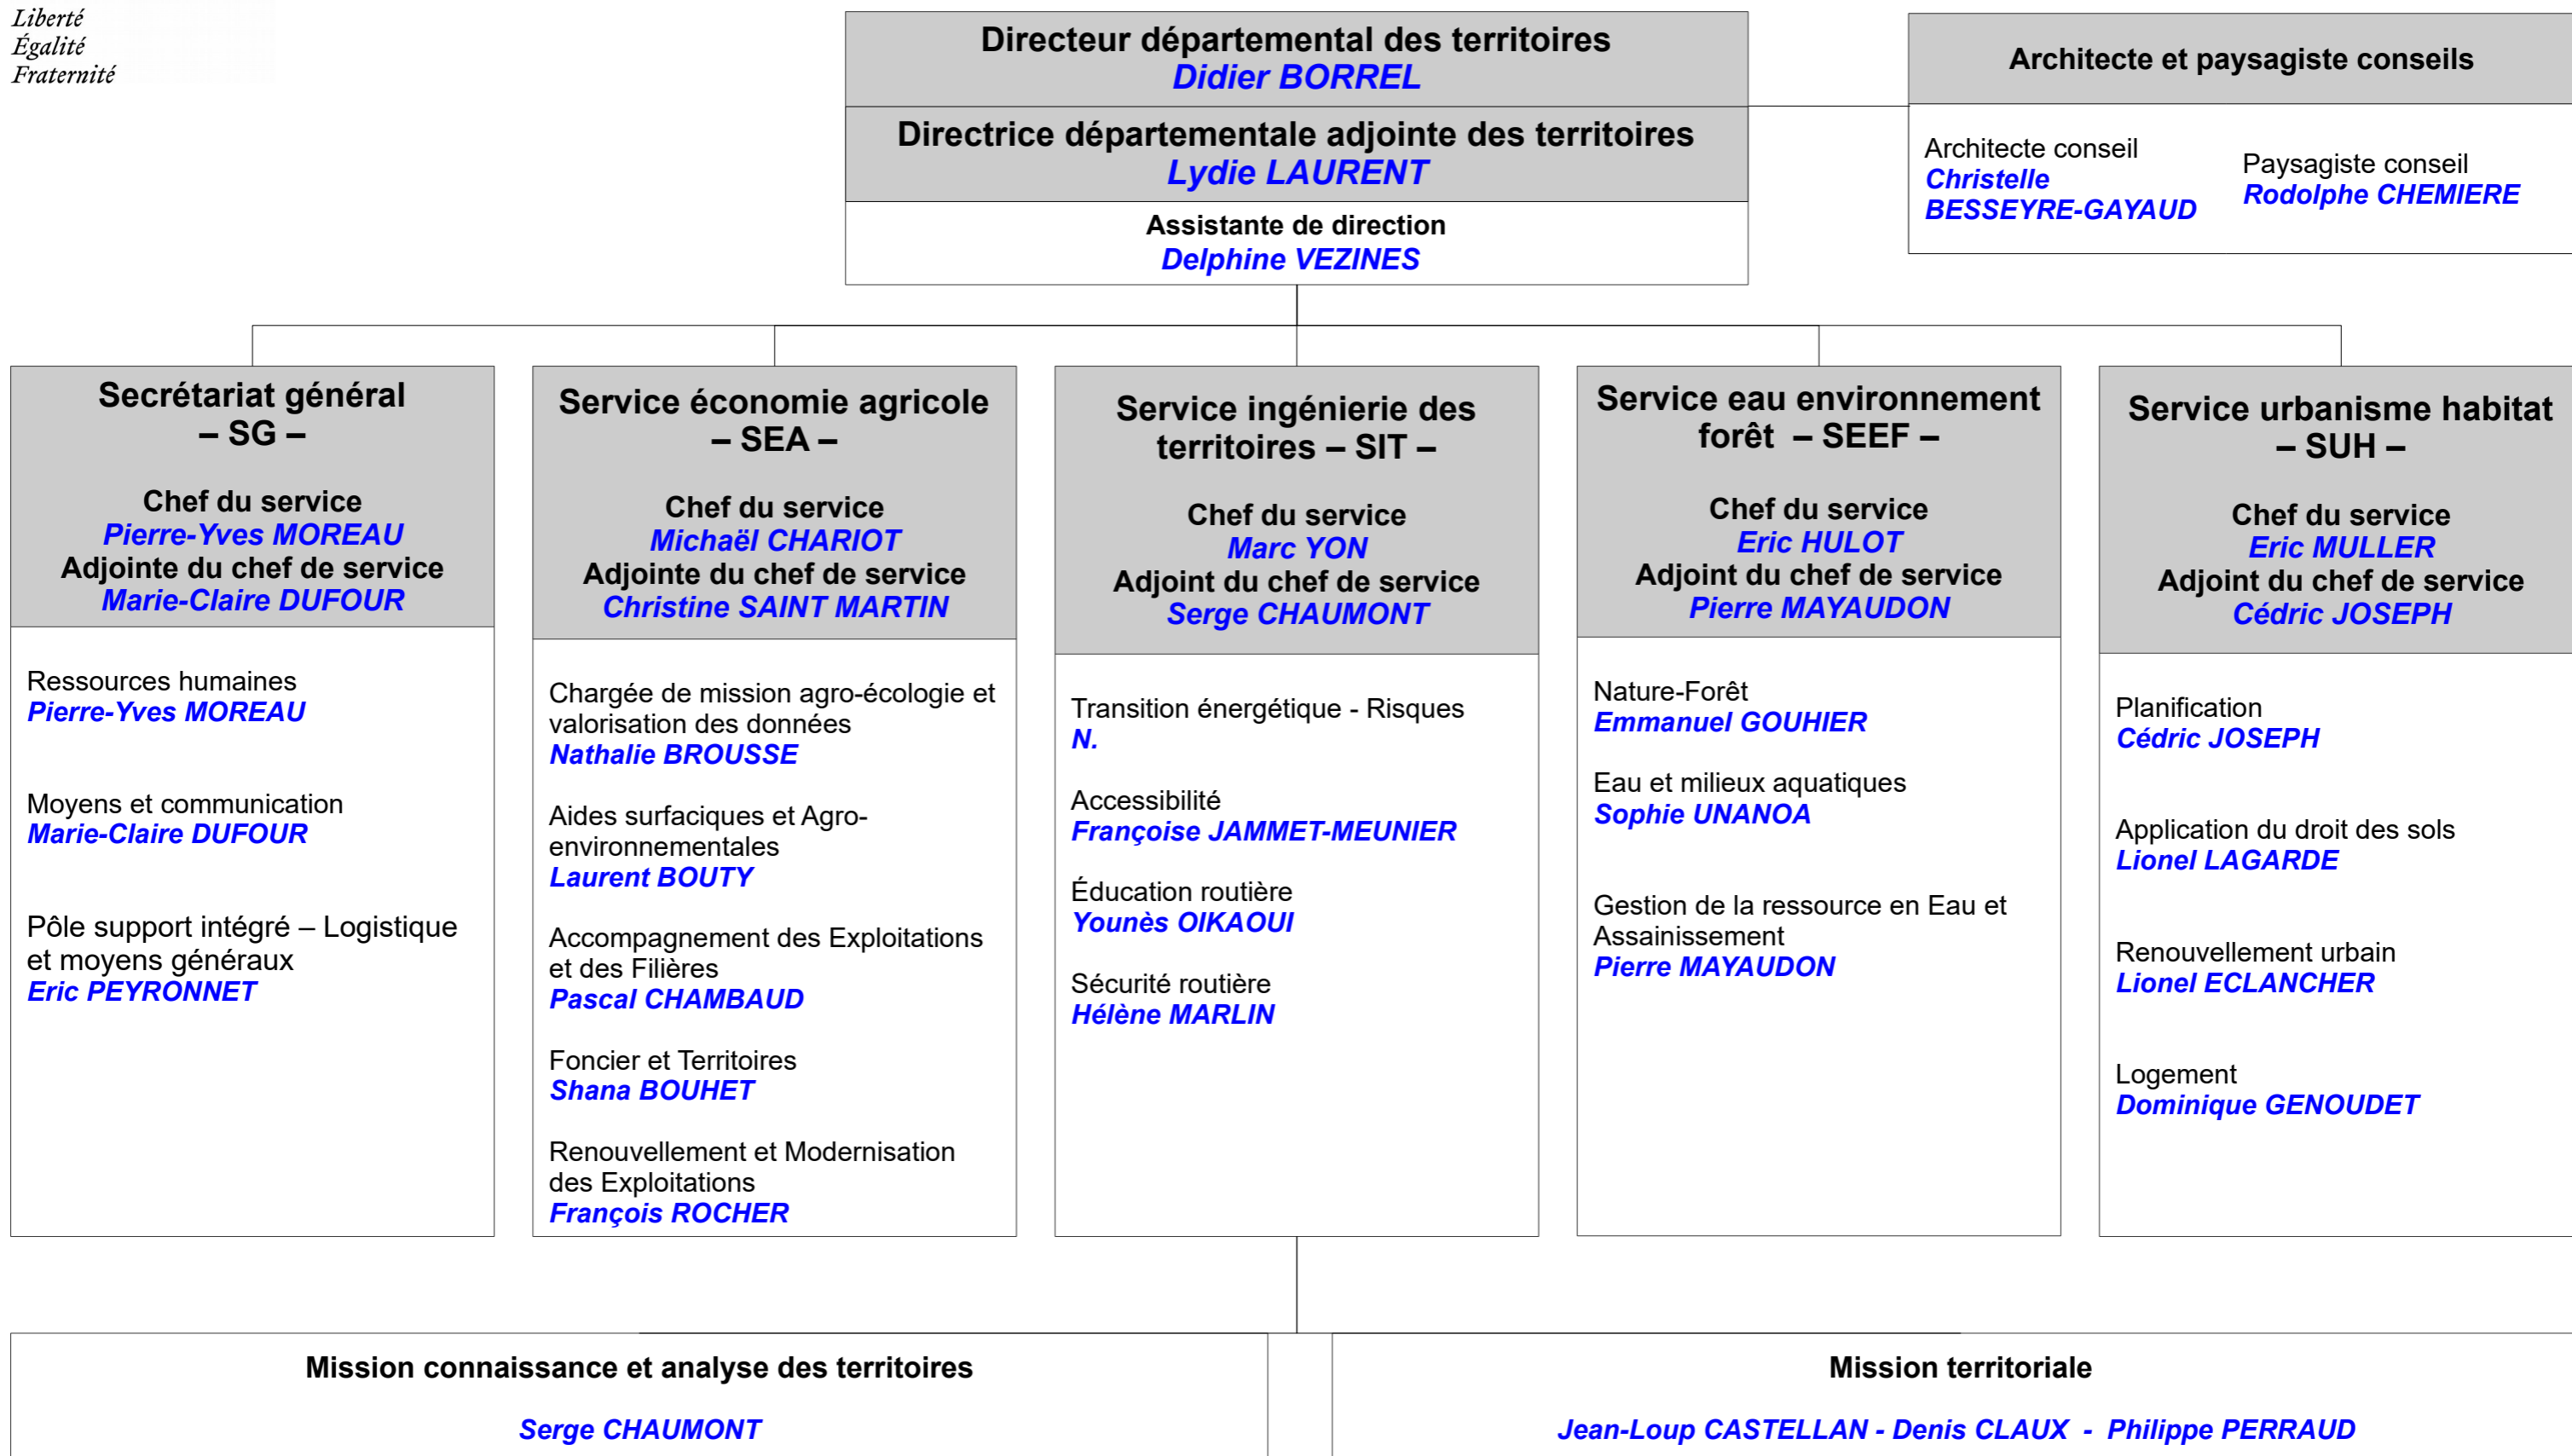 Liberté
Égalité
Fraternité
Directeur départemental des territoires
Didier BORREL
Directrice départementale adjointe des territoires
Lydie LAURENT
Assistante de direction
Delphine VEZINES
Architecte et paysagiste conseils
Architecte conseil
Christelle
BESSEYRE-GAYAUD
Paysagiste conseil
Rodolphe CHEMIERE
Secrétariat général
– SG –
Chef du service
Pierre-Yves MOREAU
Adjointe du chef de service
Marie-Claire DUFOUR
Ressources humaines
Pierre-Yves MOREAU
Moyens et communication
Marie-Claire DUFOUR
Pôle support intégré – Logistique
et moyens généraux
Eric PEYRONNET
Service économie agricole
– SEA –
Chef du service
Michaël CHARIOT
Adjointe du chef de service
Christine SAINT MARTIN
Chargée de mission agro-écologie et
valorisation des données
Nathalie BROUSSE
Aides surfaciques et Agro-
environnementales
Laurent BOUTY
Accompagnement des Exploitations
et des Filières
Pascal CHAMBAUD
Foncier et Territoires
Shana BOUHET
Renouvellement et Modernisation
des Exploitations
François ROCHER
Service ingénierie des
territoires – SIT –
Chef du service
Marc YON
Adjoint du chef de service
Serge CHAUMONT
Transition énergétique - Risques
N.
Accessibilité
Françoise JAMMET-MEUNIER
Éducation routière
Younès OIKAOUI
Sécurité routière
Hélène MARLIN
Service eau environnement
forêt – SEEF –
Chef du service
Eric HULOT
Adjoint du chef de service
Pierre MAYAUDON
Nature-Forêt
Emmanuel GOUHIER
Eau et milieux aquatiques
Sophie UNANOA
Gestion de la ressource en Eau et
Assainissement
Pierre MAYAUDON
Service urbanisme habitat
– SUH –
Chef du service
Eric MULLER
Adjoint du chef de service
Cédric JOSEPH
Planification
Cédric JOSEPH
Application du droit des sols
Lionel LAGARDE
Renouvellement urbain
Lionel ECLANCHER
Logement
Dominique GENOUDET
Mission connaissance et analyse des territoires
Serge CHAUMONT
Mission territoriale
Jean-Loup CASTELLAN - Denis CLAUX - Philippe PERRAUD